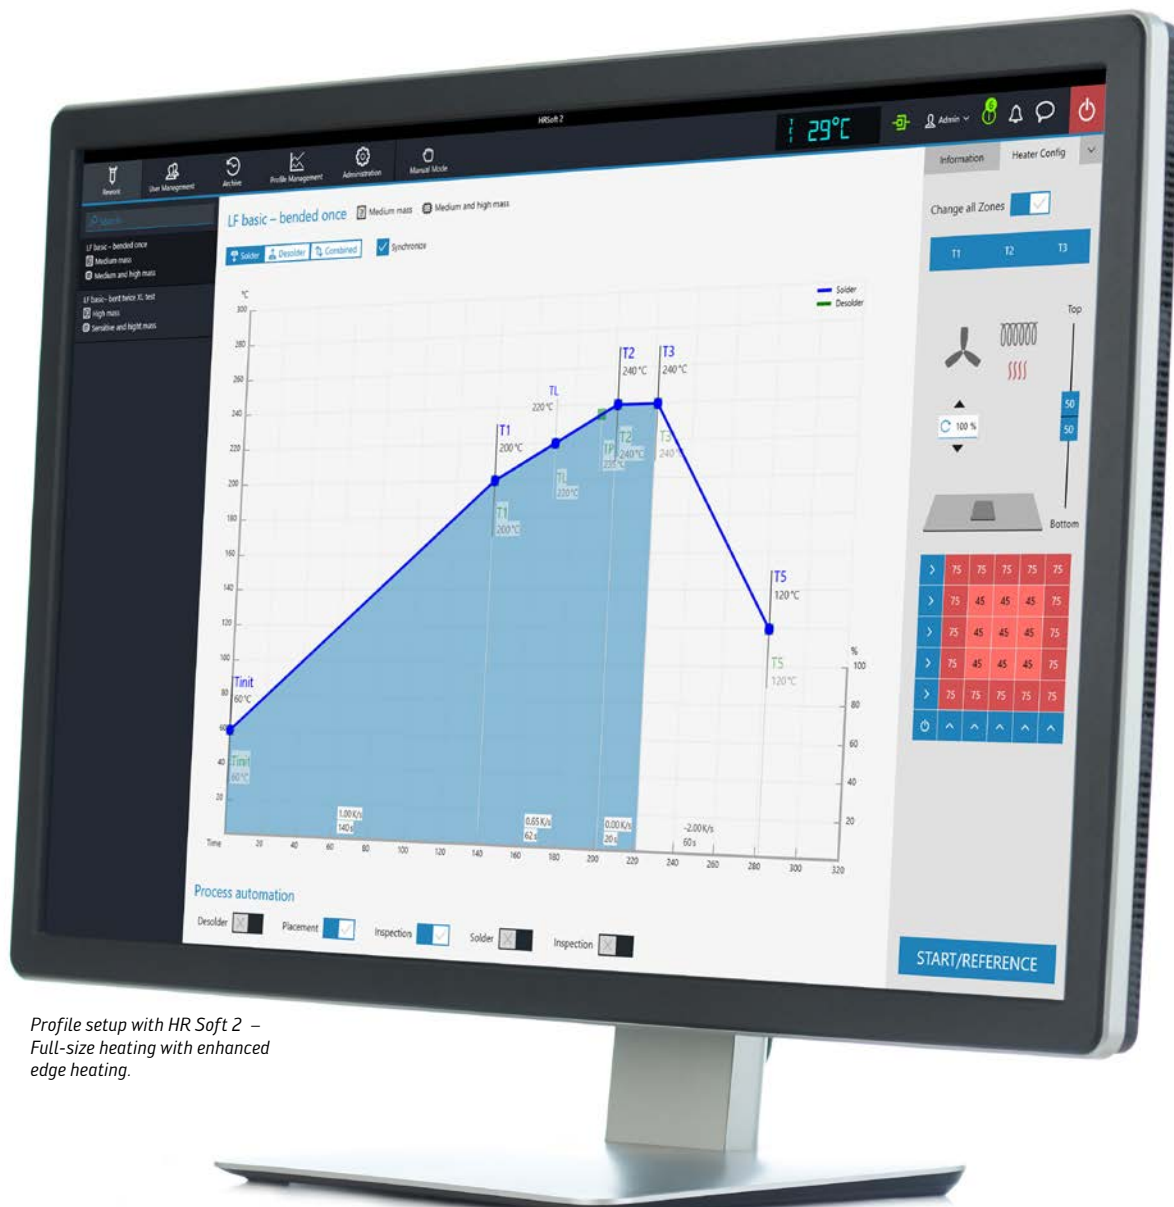 HRSoft 2
29°C
Admin
6
Rework
User Management
Archive
Profile Management
Administration
Manual Mode
Information
Heater Config
Search
LF basic – bended once
Medium mass
Medium and high mass
LF basic – bent twice XL test
High mass
Sensitive and hight mass
LF basic – bended once Medium mass Medium and high mass
Solder Desolder Combined Synchronize
°C
Solder
Desolder
300
280
260
240
220
200
180
160
140
120
100
80
60
40
20
Tinit
60°C
Tinit
60°C
T1
200°C
T1
200°C
TL
220°C
TL
220°C
TP
235°C
T2
240°C
T2
240°C
T3
240°C
T3
240°C
T5
120°C
T5
120°C
%
100
80
60
40
20
1.00 K/s
140 s
0.65 K/s
62 s
0.00 K/s
20 s
-2.00 K/s
60 s
Time 20 40 60 80 100 120 140 160 180 200 220 240 260 280 300 320
Process automation
Desolder Placement Inspection Solder Inspection
Change all Zones
T1 T2 T3
Top
50
50
100 %
Bottom
75 75 75 75 75
75 45 45 45 75
75 45 45 45 75
75 45 45 45 75
75 75 75 75 75
START/REFERENCE
Profile setup with HR Soft 2 –
Full-size heating with enhanced
edge heating.